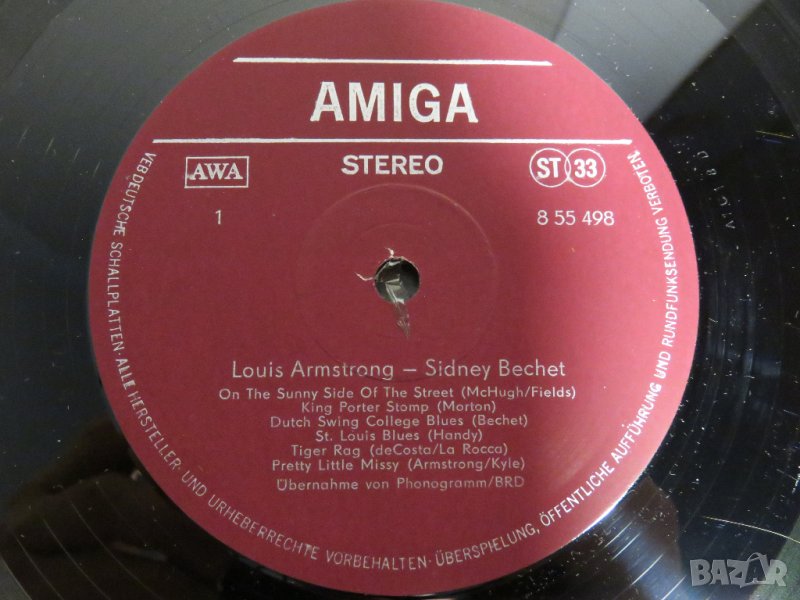 AMIGA
AWA
STEREO
ST 33
1
8 55 498
Louis Armstrong – Sidney Bechet
On The Sunny Side Of The Street (McHugh/Fields)
King Porter Stomp (Morton)
Dutch Swing College Blues (Bechet)
St. Louis Blues (Handy)
Tiger Rag (deCosta/La Rocca)
Pretty Little Missy (Armstrong/Kyle)
Übernahme von Phonogramm/BRD
VEB DEUTSCHE SCHALLPLATTEN · ALLE HERSTELLER- UND URHEBERRECHTE VORBEHALTEN · ÜBERSPIELUNG, ÖFFENTLICHE AUFFÜHRUNG UND RUNDFUNKSENDUNG VERBOTEN.
BAZAR